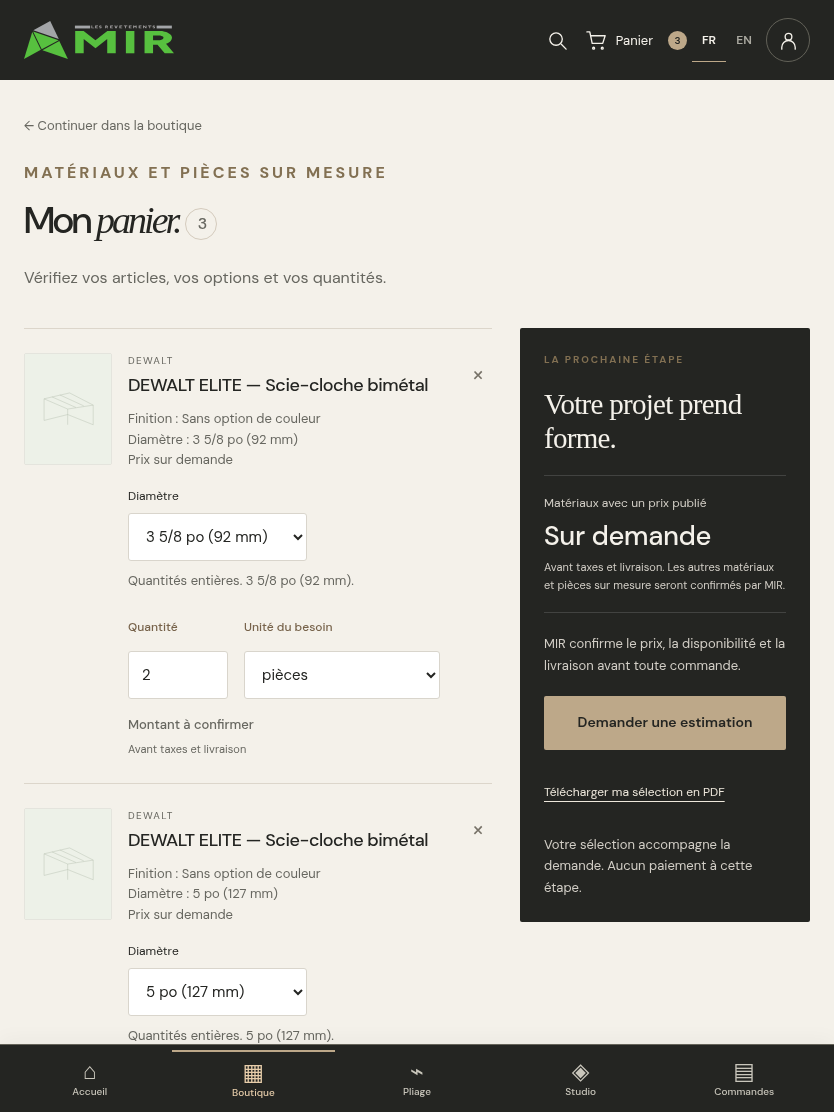 LES REVÊTEMENTS
MIR
Panier
3
FR
EN
← Continuer dans la boutique
MATÉRIAUX ET PIÈCES SUR MESURE
Mon panier. 3
Vérifiez vos articles, vos options et vos quantités.
DEWALT
DEWALT ELITE — Scie-cloche bimétal
×
Finition : Sans option de couleur
Diamètre : 3 5/8 po (92 mm)
Prix sur demande
Diamètre
3 5/8 po (92 mm)
Quantités entières. 3 5/8 po (92 mm).
Quantité
Unité du besoin
2
pièces
Montant à confirmer
Avant taxes et livraison
DEWALT
DEWALT ELITE — Scie-cloche bimétal
×
Finition : Sans option de couleur
Diamètre : 5 po (127 mm)
Prix sur demande
Diamètre
5 po (127 mm)
Quantités entières. 5 po (127 mm).
LA PROCHAINE ÉTAPE
Votre projet prend
forme.
Matériaux avec un prix publié
Sur demande
Avant taxes et livraison. Les autres matériaux
et pièces sur mesure seront confirmés par MIR.
MIR confirme le prix, la disponibilité et la
livraison avant toute commande.
Demander une estimation
Télécharger ma sélection en PDF
Votre sélection accompagne la
demande. Aucun paiement à cette
étape.
Accueil
Boutique
Pliage
Studio
Commandes